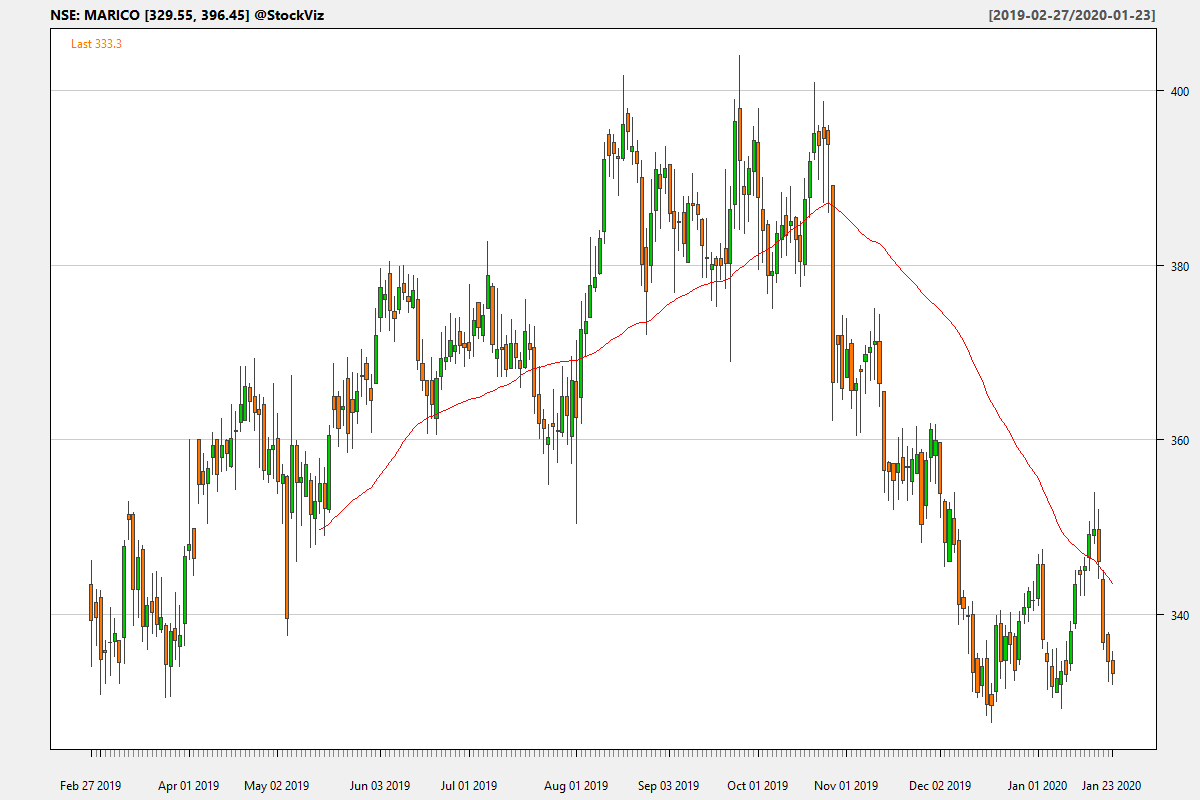 NSE: MARICO [329.55, 396.45] @StockViz
[2019-02-27/2020-01-23]
Last 333.3
400
380
360
340
Feb 27 2019 Apr 01 2019 May 02 2019 Jun 03 2019 Jul 01 2019 Aug 01 2019 Sep 03 2019 Oct 01 2019 Nov 01 2019 Dec 02 2019 Jan 01 2020 Jan 23 2020